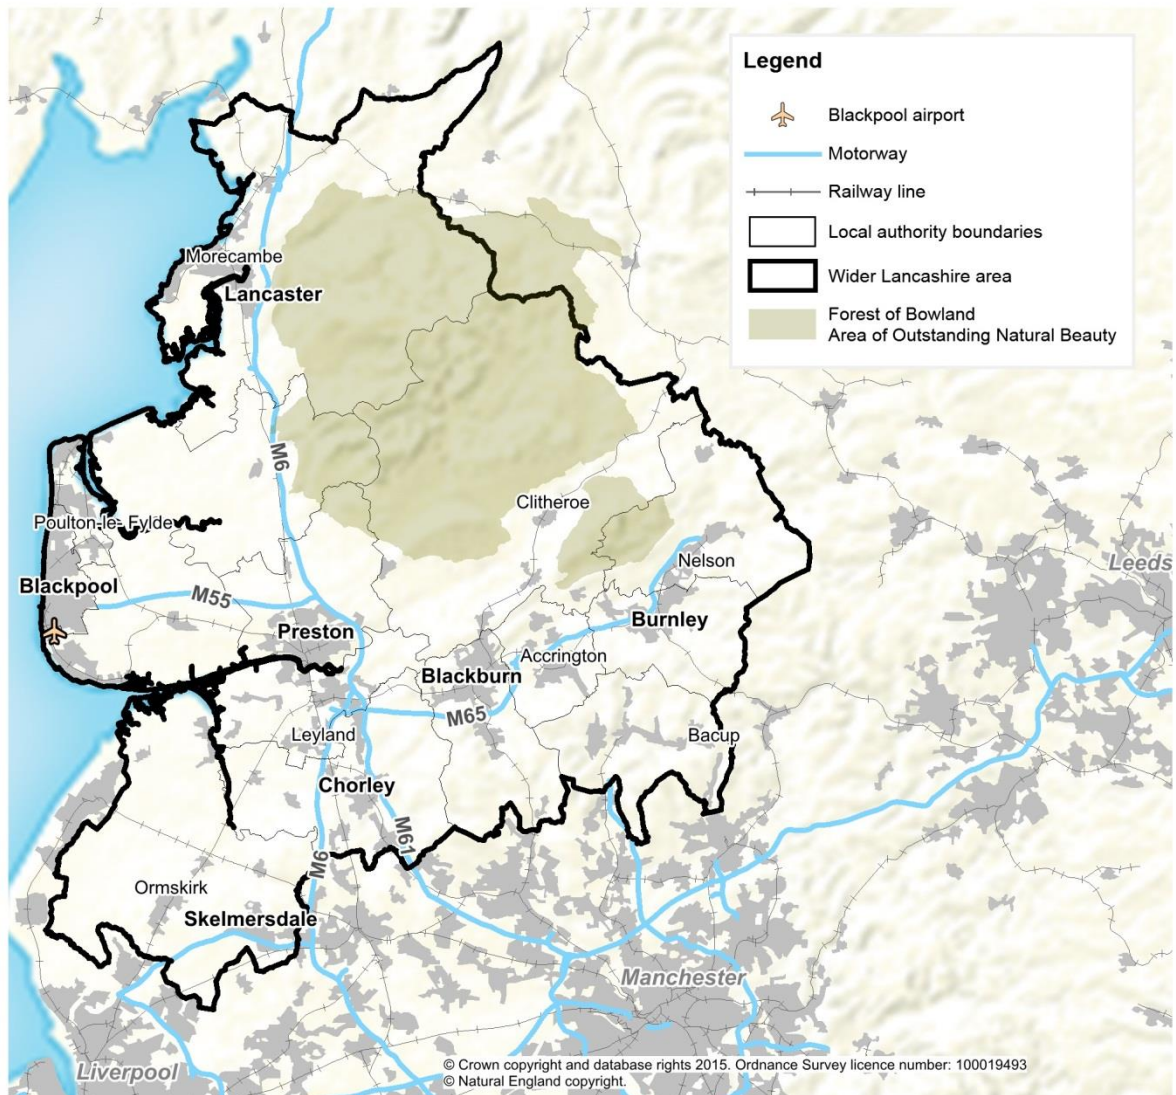 Legend
Blackpool airport
Motorway
Railway line
Local authority boundaries
Wider Lancashire area
Forest of Bowland
Area of Outstanding Natural Beauty
Morecambe
Lancaster
M6
Clitheroe
Poulton-le- Fylde
Nelson
Leeds
Blackpool
M55
Preston
Burnley
Accrington
Blackburn
M65
Leyland
Bacup
Chorley
M61
M6
Ormskirk
Skelmersdale
Manchester
Liverpool
© Crown copyright and database rights 2015. Ordnance Survey licence number: 100019493
© Natural England copyright.